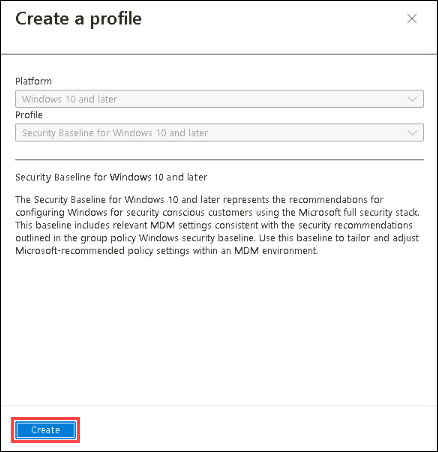 Create a profile
Platform
Windows 10 and later
Profile
Security Baseline for Windows 10 and later
Security Baseline for Windows 10 and later
The Security Baseline for Windows 10 and later represents the recommendations for
configuring Windows for security conscious customers using the Microsoft full security stack.
This baseline includes relevant MDM settings consistent with the security recommendations
outlined in the group policy Windows security baseline. Use this baseline to tailor and adjust
Microsoft-recommended policy settings within an MDM environment.
Create